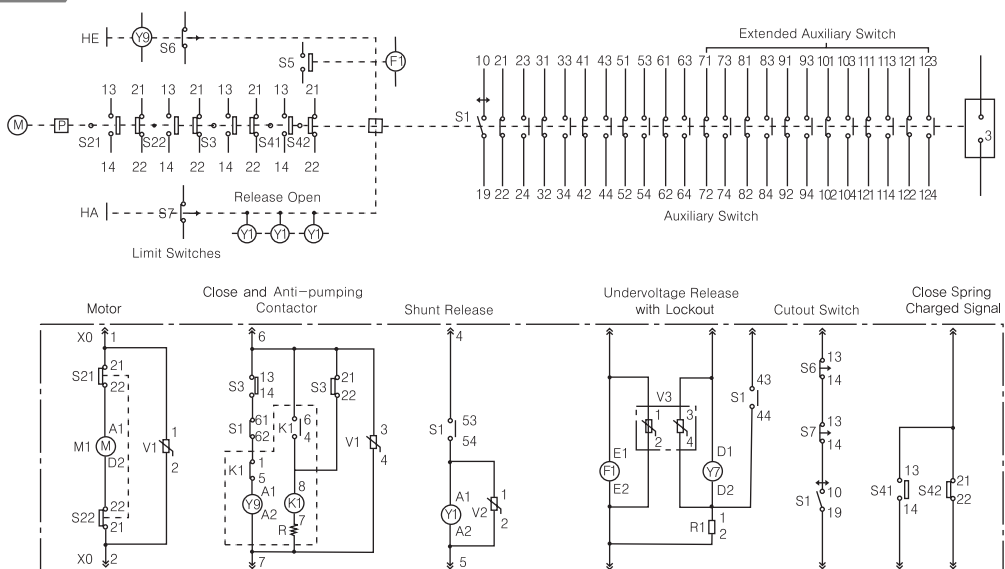 HE
Y9
S6
S5
F1
Extended Auxiliary Switch
10 21 23 31 33 41 43 51 53 61 63 71 73 81 83 91 93 101 103 111 113 121 123
13 21 13 21 13 21 13 21
S1
M
P
S21 S22 S3 S41 S42
3
14 22 14 22 14 22 14 22
19 22 24 32 34 42 44 52 54 62 64 72 74 82 84 92 94 102 104 121 114 122 124
Auxiliary Switch
HA
S7
Release Open
Y1 Y1 Y1
Limit Switches
Motor
Close and Anti-pumping
Contactor
Shunt Release
Undervoltage Release
with Lockout
Cutout Switch
Close Spring
Charged Signal
X0 1
6
4
S21 21
22
M1 M A1
D2
V1 1
2
S22 22
21
X0 2
S3 13
14
S3 21
22
S1 61
62
K1 6
4
V1 3
4
K1 1
5
Y9 A1
A2
K1 8
7
R
7
S1 53
54
Y1 A1
A2
V2 1
2
5
V3
1
2
3
4
S1 43
44
F1 E1
E2
Y7 D1
D2
R1 1
2
S6 13
14
S7 13
14
S1 10
19
S41 13
14
S42 21
22